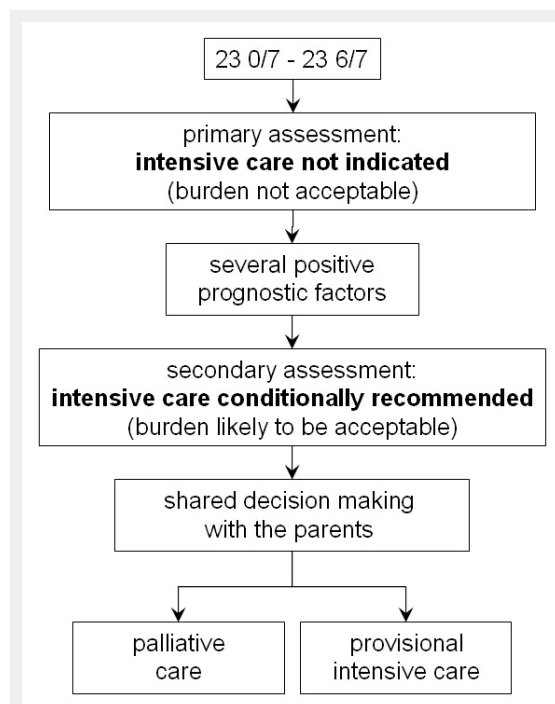 23 0/7 - 23 6/7
primary assessment:
intensive care not indicated
(burden not acceptable)
several positive
prognostic factors
secondary assessment:
intensive care conditionally recommended
(burden likely to be acceptable)
shared decision making
with the parents
palliative
care
provisional
intensive care